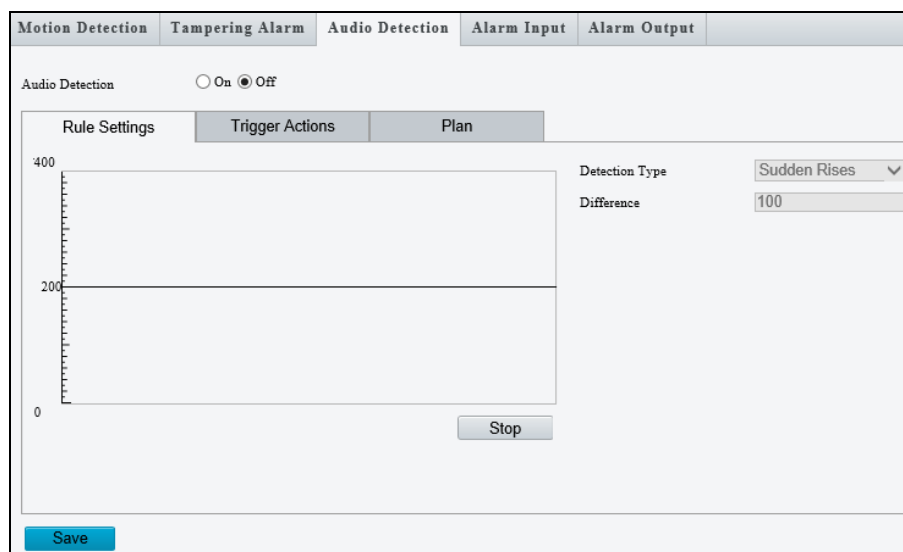 Motion Detection Tampering Alarm Audio Detection Alarm Input Alarm Output
Audio Detection On Off
Rule Settings Trigger Actions Plan
400
Detection Type Sudden Rises
Difference 100
200
0
Stop
Save